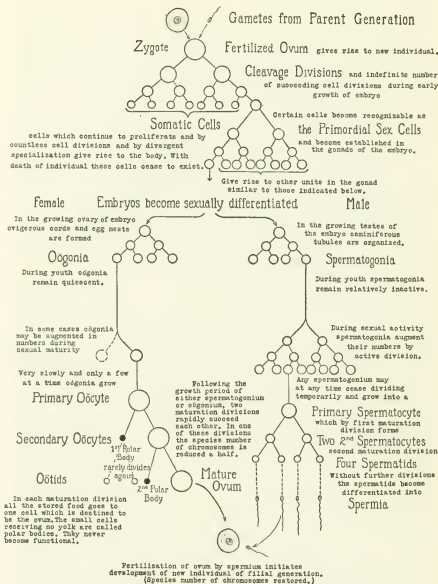 Gametes from Parent Generation
Zygote
Fertilized Ovum gives rise to new individual.
Cleavage Divisions and indefinite number
of succeeding cell divisions during early
growth of embryo
Somatic Cells
cells which continue to proliferate and by
countless cell divisions and by divergent
specialization give rise to the body. With
death of individual these cells cease to exist.
Certain cells become recognizable as
the Primordial Sex Cells
and become established in
the gonads of the embryo.
Give rise to other units in the gonad
similar to those indicated below.
Female
Embryos become sexually differentiated
Male
In the growing ovary of embryo
ovigerous cords and egg nests
are formed
Oögonia
During youth oögonia
remain quiescent.
In the growing testes of
the embryo seminiferous
tubules are organized.
Spermatogonia
During youth spermatogonia
remain relatively inactive.
In some cases oögonia
may be augmented in
numbers during
sexual maturity
During sexual activity
spermatogonia augment
their numbers by
active division.
Very slowly and only a few
at a time oögonia grow
Primary Oöcyte
Following the
growth period of
either spermatogonium
or oögonium, two
maturation divisions
rapidly succeed
each other. In one
of these divisions
the species number
of chromosomes is
reduced a half.
Any spermatogonium may
at any time cease dividing
temporarily and grow into a
Primary Spermatocyte
which by first maturation
division forms
Secondary Oöcytes
1st Polar
Body
rarely divides
again
Two 2nd Spermatocytes
second maturation division
Four Spermatids
Without further divisions
the spermatids become
differentiated into
Spermia
Oötids
2nd Polar
Body
Mature
Ovum
In each maturation division
all the stored food goes to
one cell which is destined to
be the ovum. The small cells
receiving no yolk are called
polar bodies. They never
become functional.
Fertilization of ovum by spermium initiates
development of new individual of filial generation.
(Species number of chromosomes restored.)